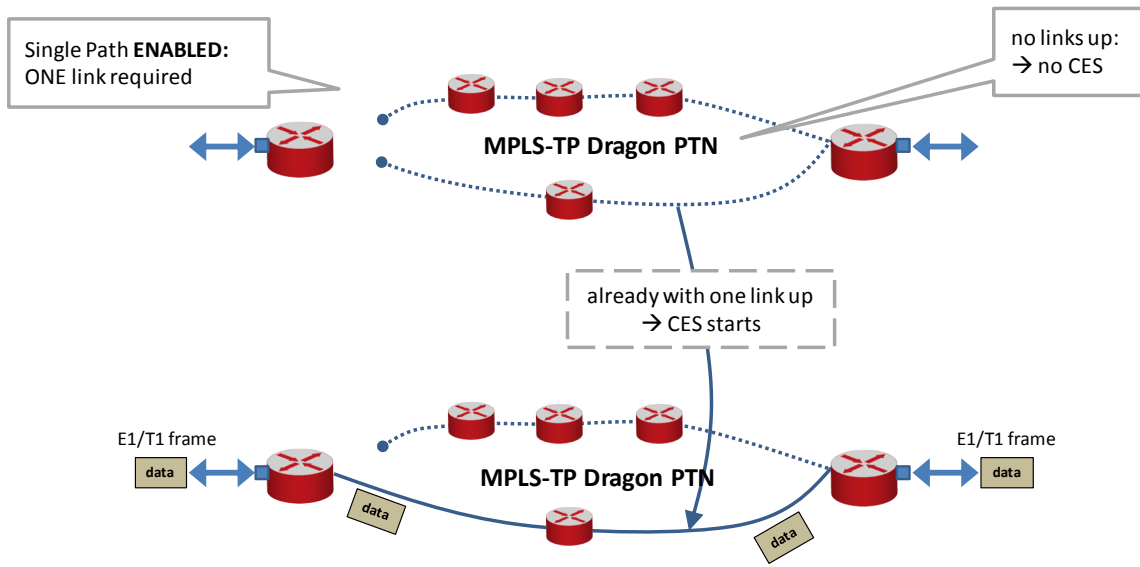 Single Path ENABLED:
ONE link required
no links up:
→ no CES
MPLS-TP Dragon PTN
already with one link up
→ CES starts
E1/T1 frame
data
E1/T1 frame
data
MPLS-TP Dragon PTN
data
data